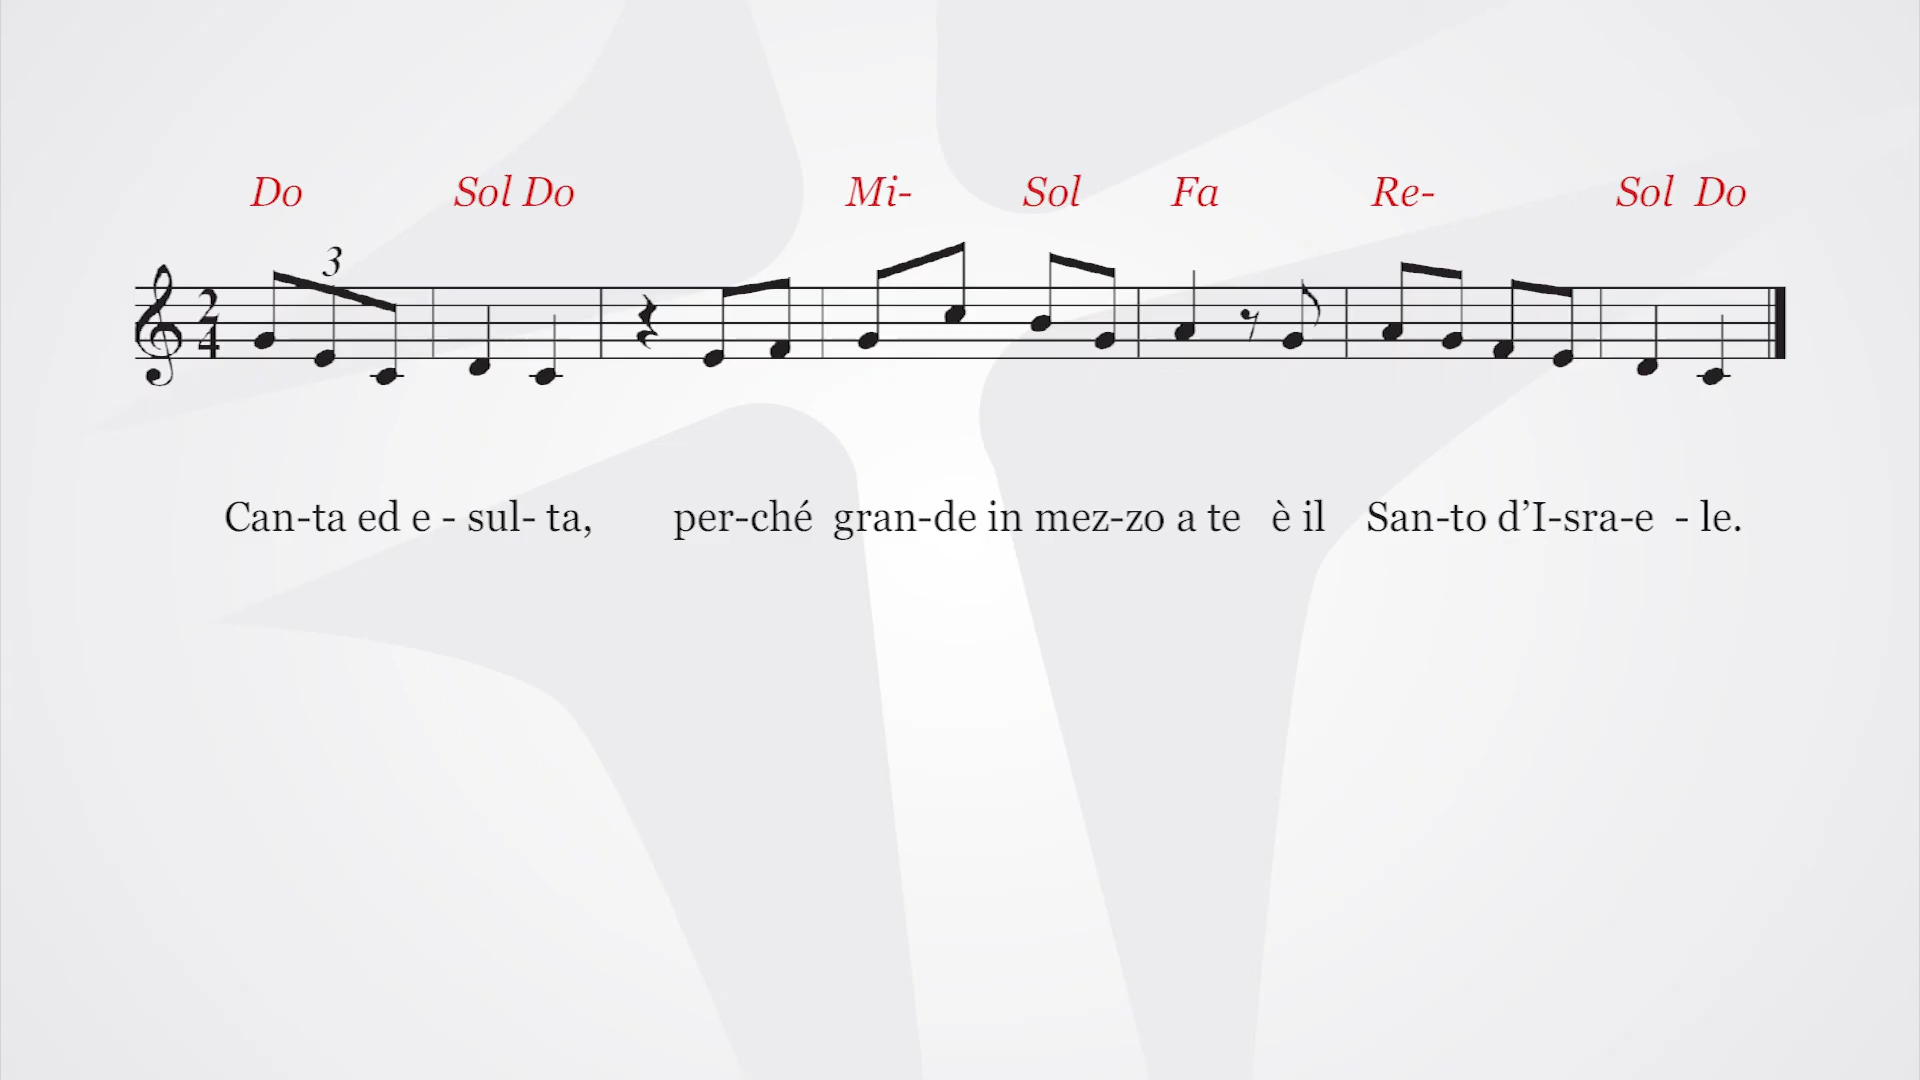 Do Sol Do Mi- Sol Fa Re- Sol Do
3
2
4
Can-ta ed e - sul- ta, per-ché gran-de in mez-zo a te è il San-to d’I-sra-e - le.